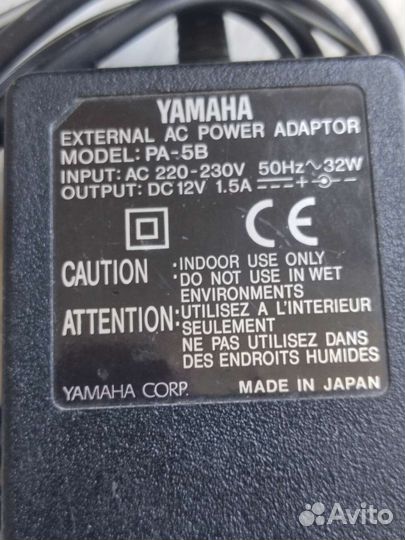 YAMAHA
EXTERNAL AC POWER ADAPTOR
MODEL: PA-5B
INPUT: AC 220-230V 50Hz~32W
OUTPUT: DC 12V 1.5A
CE
CAUTION :INDOOR USE ONLY
:DO NOT USE IN WET
ENVIRONMENTS
ATTENTION:UTILISEZ A L'INTERIEUR
SEULEMENT
NE PAS UTILISEZ DANS
DES ENDROITS HUMIDES
YAMAHA CORP. MADE IN JAPAN
Avito